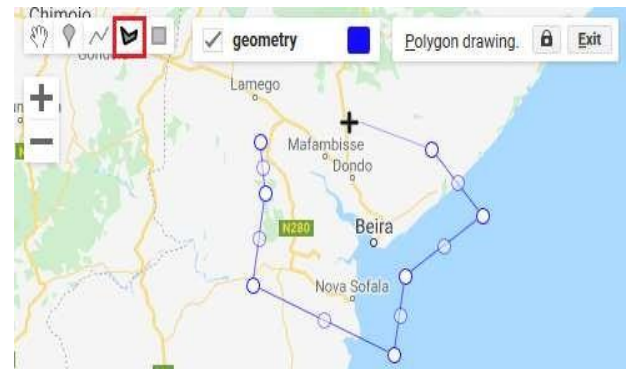 Chimoio
geometry
Polygon drawing.
Exit
Lamego
Mafambisse
Dondo
N280
Beira
Nova Sofala